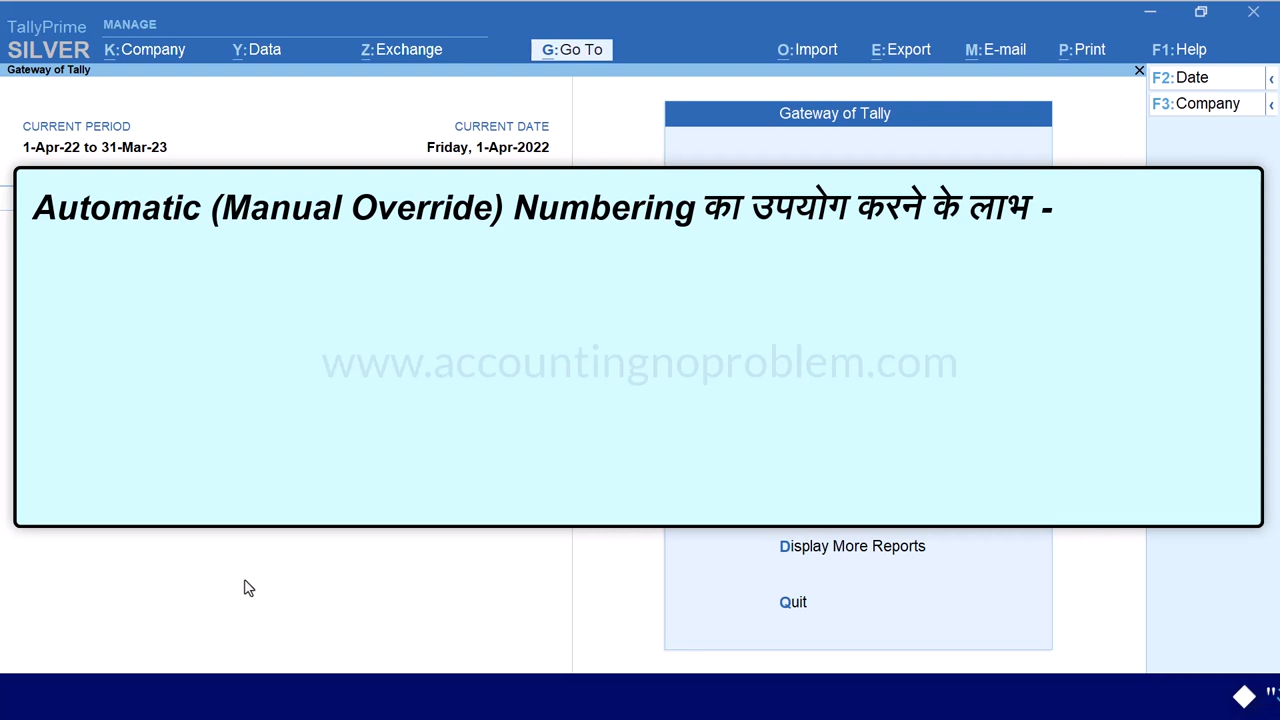 TallyPrime
SILVER
MANAGE
K:Company Y:Data Z:Exchange G:Go To O:Import E:Export M:E-mail P:Print F1:Help
Gateway of Tally
F2:Date
F3:Company
Gateway of Tally
CURRENT PERIOD CURRENT DATE
1-Apr-22 to 31-Mar-23 Friday, 1-Apr-2022
Automatic (Manual Override) Numbering का उपयोग करने के लाभ -
www.accountingnoproblem.com
Display More Reports
Quit